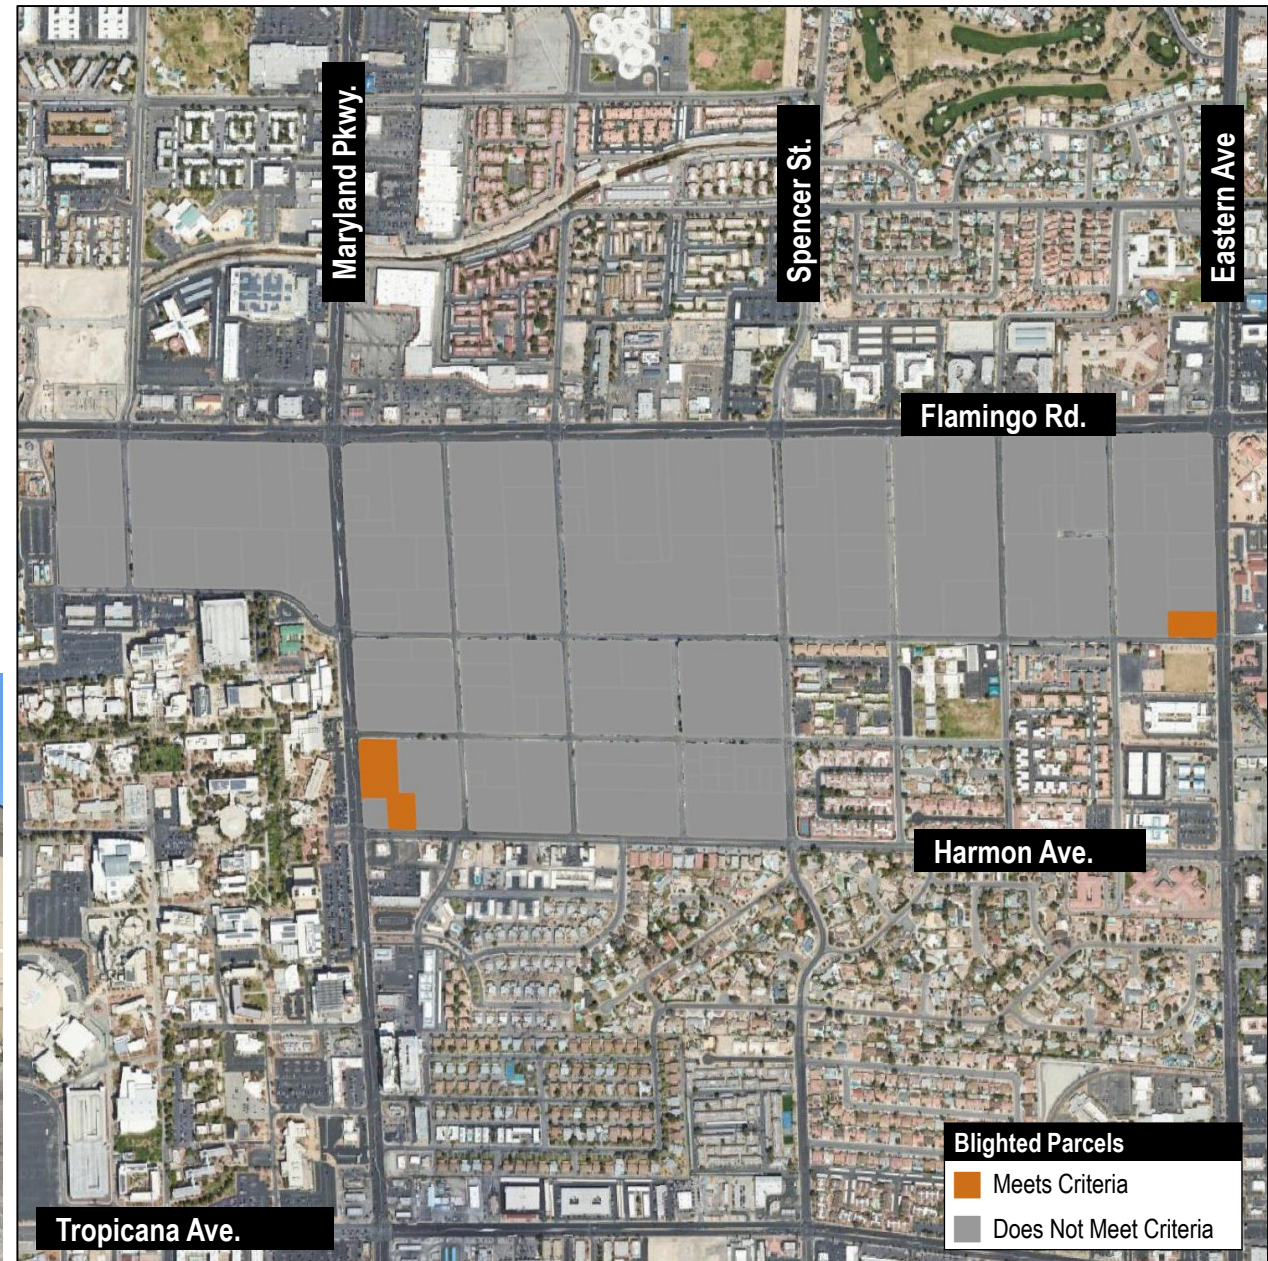 Maryland Pkwy.
Spencer St.
Eastern Ave
Flamingo Rd.
Harmon Ave.
Blighted Parcels
Meets Criteria
Does Not Meet Criteria
Tropicana Ave.